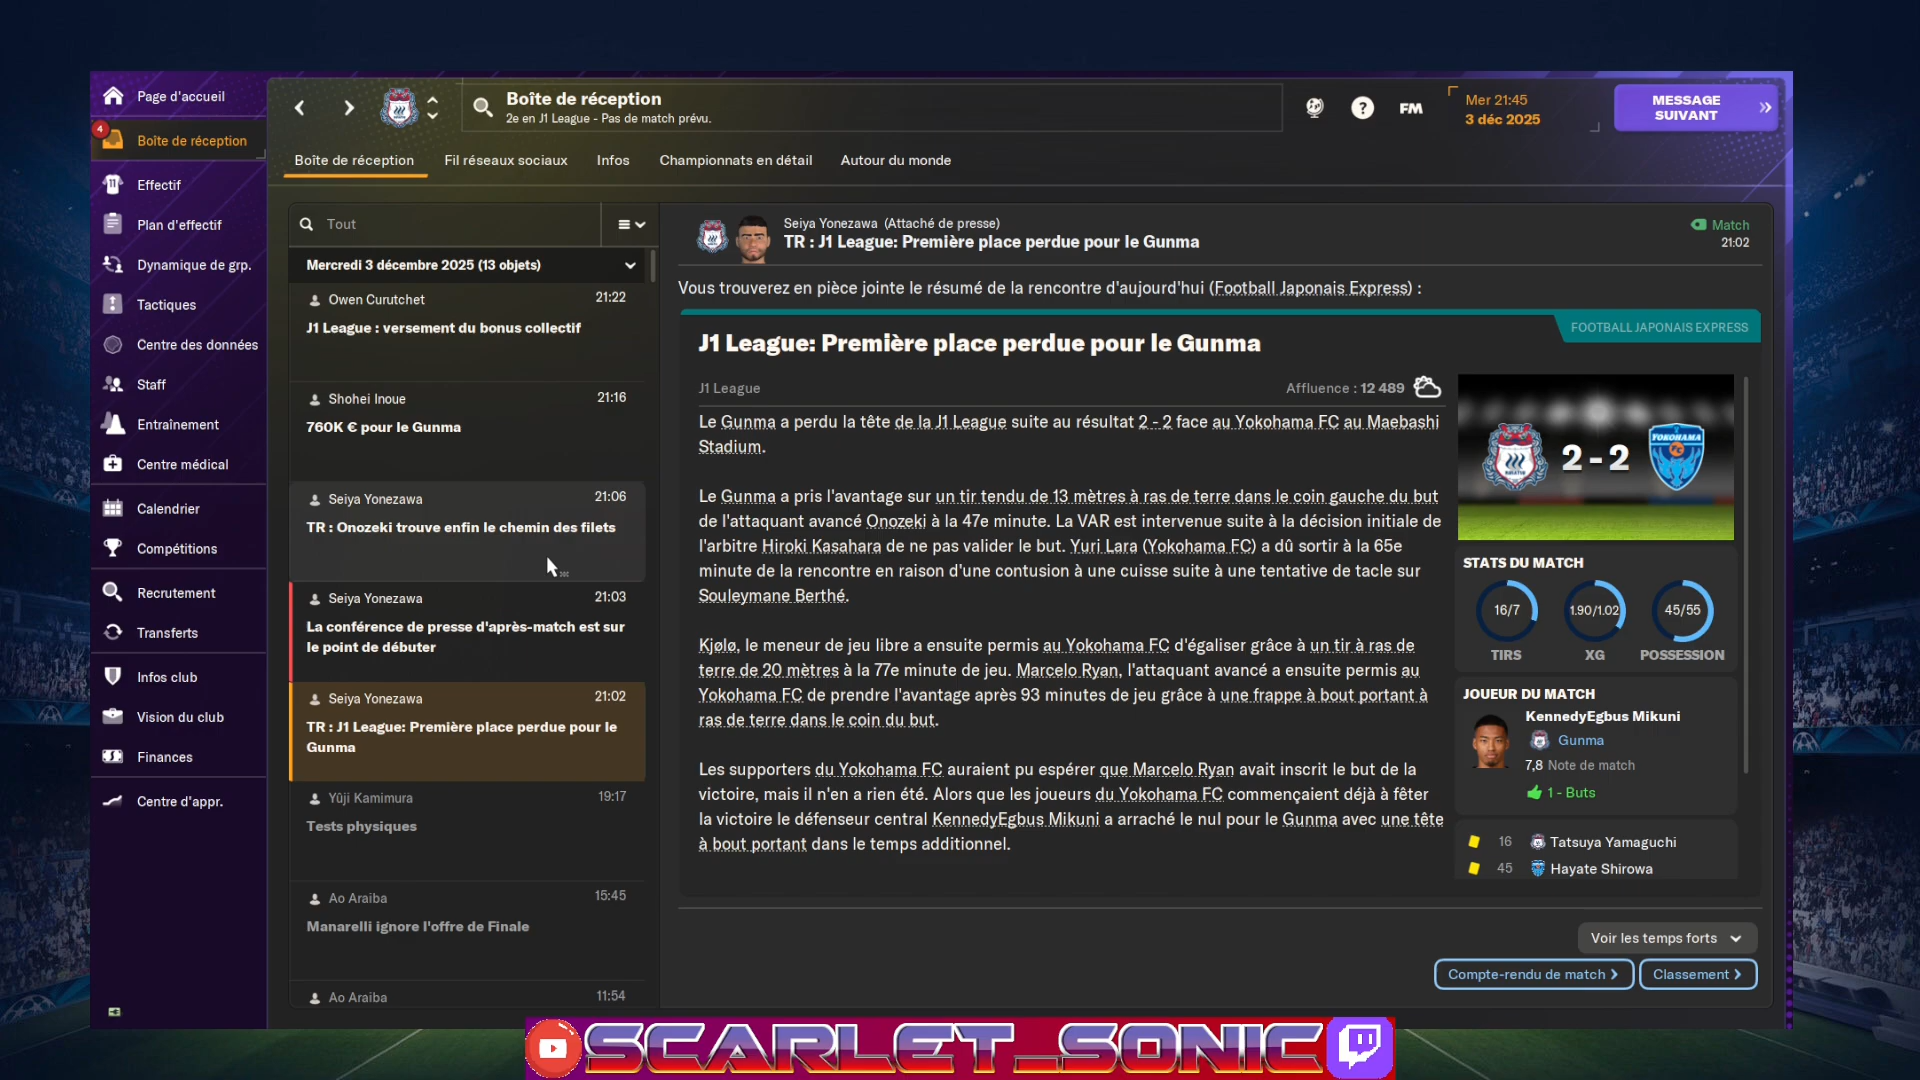 Page d'accueil
4
Boîte de réception
Effectif
Plan d'effectif
Dynamique de grp.
Tactiques
Centre des données
Staff
Entraînement
Centre médical
Calendrier
Compétitions
Recrutement
Transferts
Infos club
Vision du club
Finances
Centre d'appr.
Boîte de réception
2e en J1 League - Pas de match prévu.
FM
Mer 21:45
3 déc 2025
MESSAGE
SUIVANT
Boîte de réception
Fil réseaux sociaux
Infos
Championnats en détail
Autour du monde
Tout
Mercredi 3 décembre 2025 (13 objets)
Owen Curutchet
21:22
J1 League : versement du bonus collectif
Shohei Inoue
21:16
760K € pour le Gunma
Seiya Yonezawa
21:06
TR : Onozeki trouve enfin le chemin des filets
Seiya Yonezawa
21:03
La conférence de presse d'après-match est sur
le point de débuter
Seiya Yonezawa
21:02
TR : J1 League: Première place perdue pour le
Gunma
Yûji Kamimura
19:17
Tests physiques
Ao Araiba
15:45
Manarelli ignore l'offre de Finale
Ao Araiba
11:54
Seiya Yonezawa (Attaché de presse)
TR : J1 League: Première place perdue pour le Gunma
Match
21:02
Vous trouverez en pièce jointe le résumé de la rencontre d'aujourd'hui (Football Japonais Express) :
FOOTBALL JAPONAIS EXPRESS
J1 League: Première place perdue pour le Gunma
J1 League
Affluence : 12 489
Le Gunma a perdu la tête de la J1 League suite au résultat 2 - 2 face au Yokohama FC au Maebashi
Stadium.
Le Gunma a pris l'avantage sur un tir tendu de 13 mètres à ras de terre dans le coin gauche du but
de l'attaquant avancé Onozeki à la 47e minute. La VAR est intervenue suite à la décision initiale de
l'arbitre Hiroki Kasahara de ne pas valider le but. Yuri Lara (Yokohama FC) a dû sortir à la 65e
minute de la rencontre en raison d'une contusion à une cuisse suite à une tentative de tacle sur
Souleymane Berthé.
Kjølø, le meneur de jeu libre a ensuite permis au Yokohama FC d'égaliser grâce à un tir à ras de
terre de 20 mètres à la 77e minute de jeu. Marcelo Ryan, l'attaquant avancé a ensuite permis au
Yokohama FC de prendre l'avantage après 93 minutes de jeu grâce à une frappe à bout portant à
ras de terre dans le coin du but.
Les supporters du Yokohama FC auraient pu espérer que Marcelo Ryan avait inscrit le but de la
victoire, mais il n'en a rien été. Alors que les joueurs du Yokohama FC commençaient déjà à fêter
la victoire le défenseur central KennedyEgbus Mikuni a arraché le nul pour le Gunma avec une tête
à bout portant dans le temps additionnel.
2 - 2
YOKOHAMA
STATS DU MATCH
16/7
1.90/1.02
45/55
TIRS
XG
POSSESSION
JOUEUR DU MATCH
KennedyEgbus Mikuni
Gunma
7,8 Note de match
1 - Buts
16 Tatsuya Yamaguchi
45 Hayate Shirowa
Voir les temps forts
Compte-rendu de match
Classement
SCARLET_SONIC